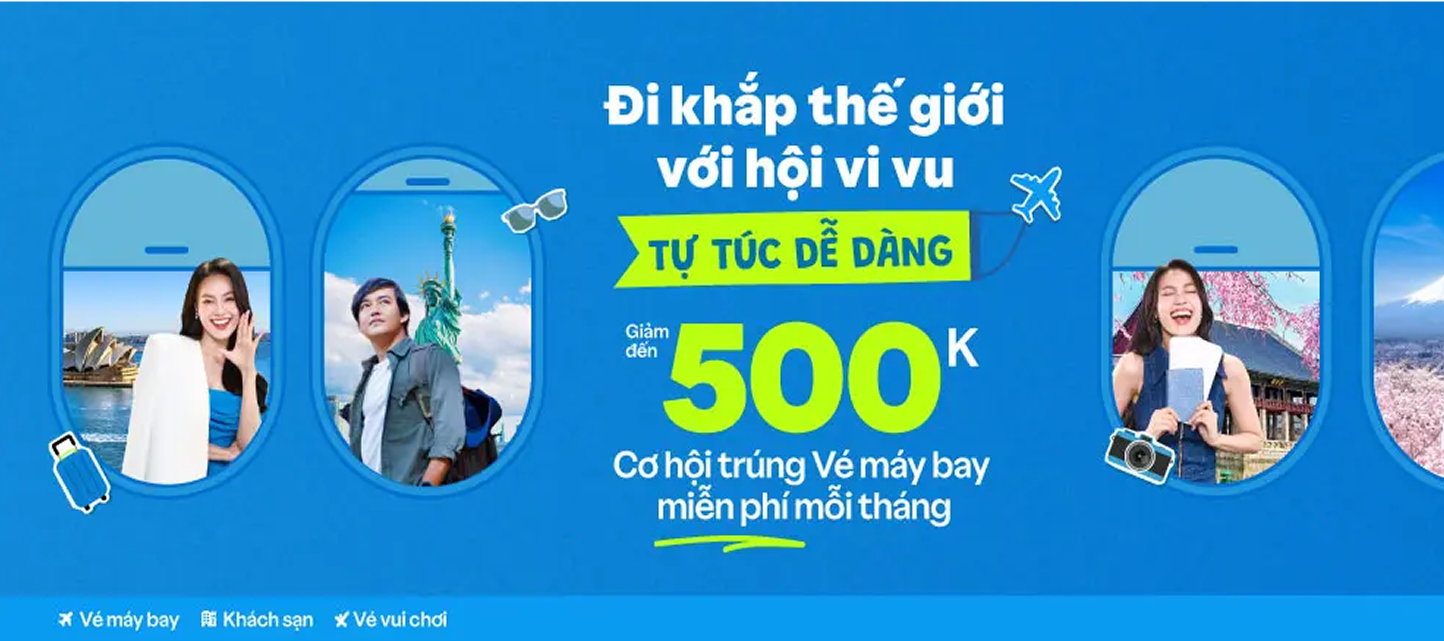 Đi khắp thế giới
với hội vi vu
TỰ TÚC DỄ DÀNG
Giảm
đến
500K
Cơ hội trúng Vé máy bay
miễn phí mỗi tháng
Vé máy bay Khách sạn Vé vui chơi